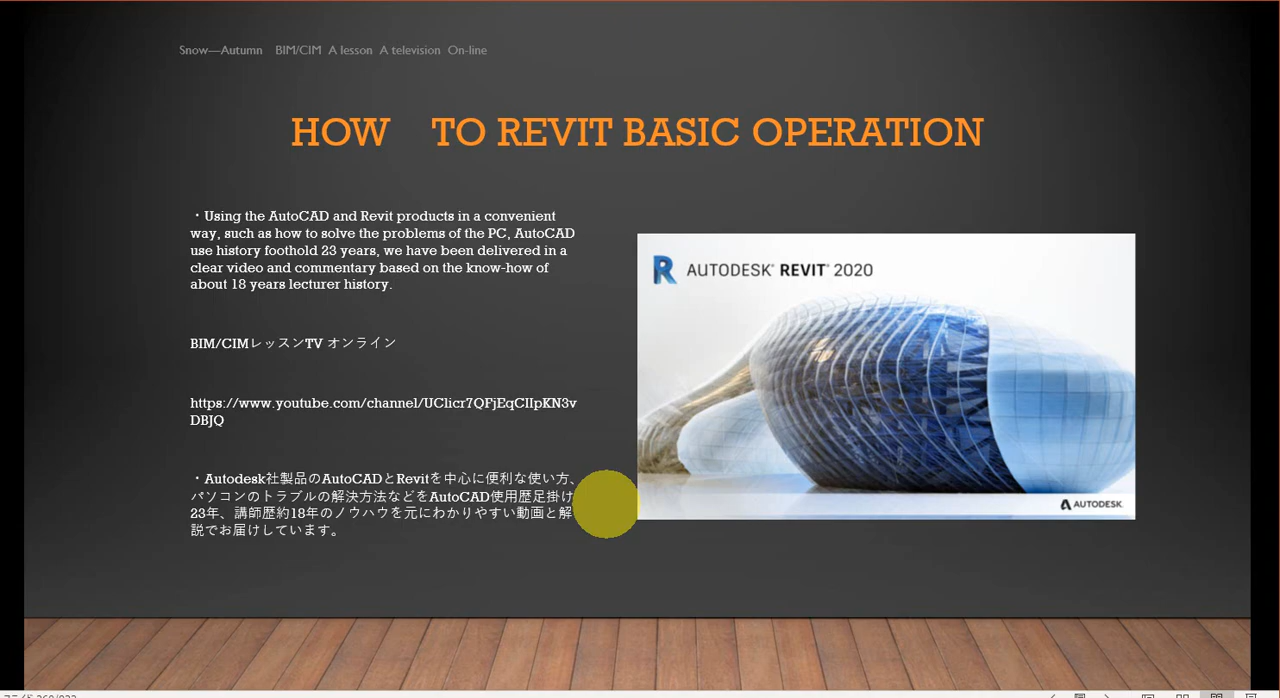 Snow—Autumn　BIM/CIM  A lesson  A television  On-line
HOW　TO REVIT BASIC OPERATION
・Using the AutoCAD and Revit products in a convenient
way, such as how to solve the problems of the PC, AutoCAD
use history foothold 23 years, we have been delivered in a
clear video and commentary based on the know-how of
about 18 years lecturer history.
BIM/CIMレッスンTV オンライン
https://www.youtube.com/channel/UClicr7QFjEqCIIpKN3v
DBJQ
・Autodesk社製品のAutoCADとRevitを中心に便利な使い方、
パソコンのトラブルの解決方法などをAutoCAD使用歴足掛け
23年、講師歴約18年のノウハウを元にわかりやすい動画と解
説でお届けしています。
R AUTODESK® REVIT® 2020
AUTODESK.